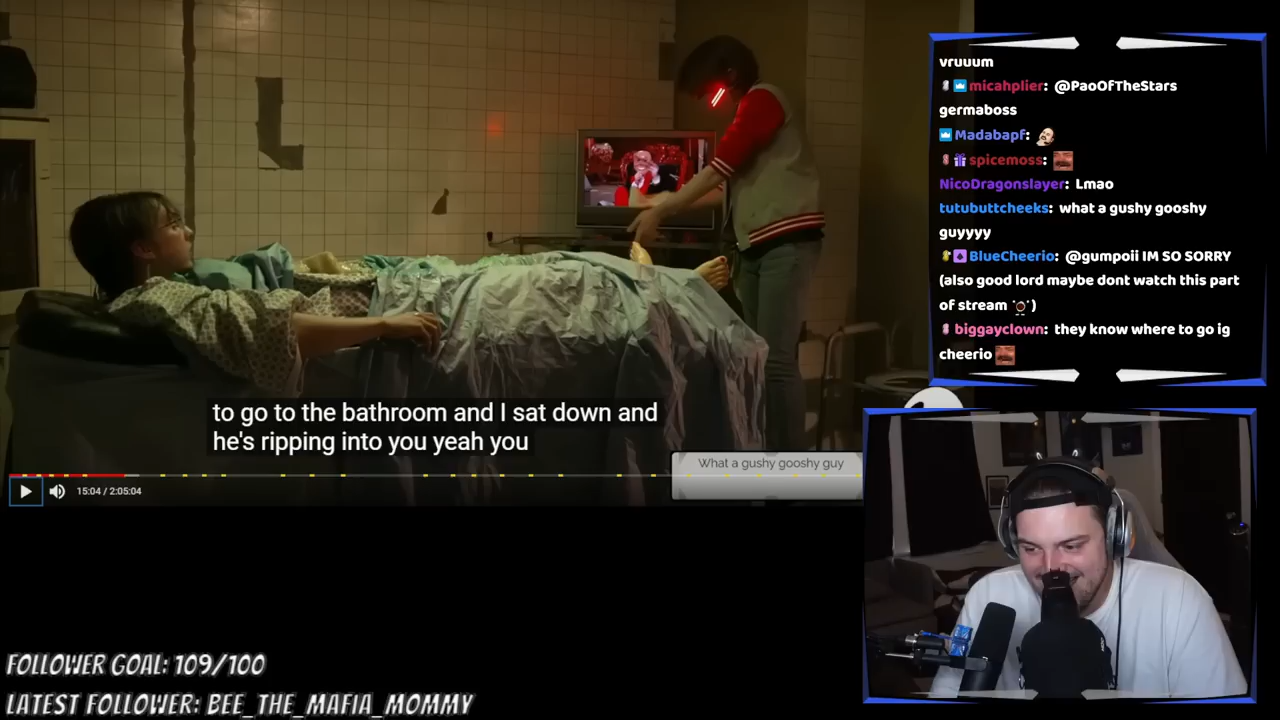 to go to the bathroom and I sat down and
he's ripping into you yeah you
What a gushy gooshy guy
15:04 / 2:05:04
vruuum
micahplier: @PaoOfTheStars
germaboss
Madabapf:
spicemoss:
NicoDragonslayer: Lmao
tutubuttcheeks: what a gushy gooshy
guyyyy
BlueCheerio: @gumpoii IM SO SORRY
(also good lord maybe dont watch this part
of stream )
biggayclown: they know where to go ig
cheerio
FOLLOWER GOAL: 109/100
LATEST FOLLOWER: BEE_THE_MAFIA_MOMMY